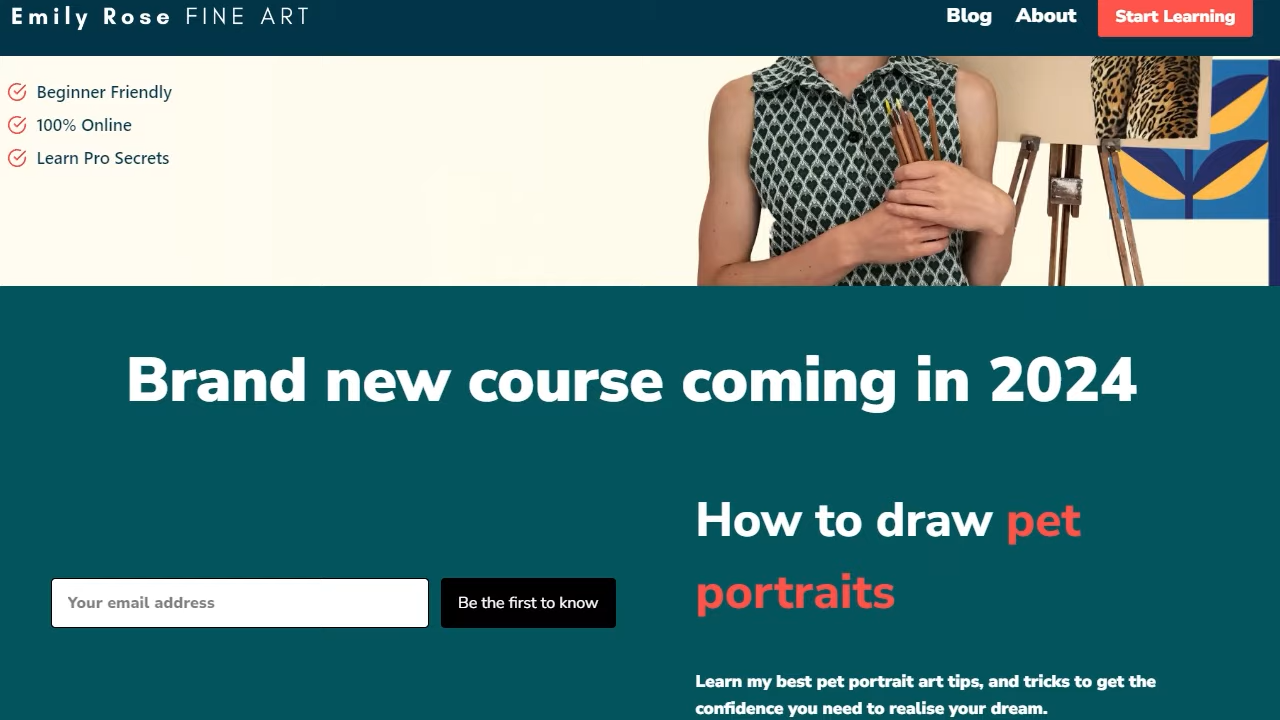 Emily Rose FINE ART
Blog
About
Start Learning
Beginner Friendly
100% Online
Learn Pro Secrets
Brand new course coming in 2024
How to draw pet
portraits
Your email address
Be the first to know
Learn my best pet portrait art tips, and tricks to get the
confidence you need to realise your dream.